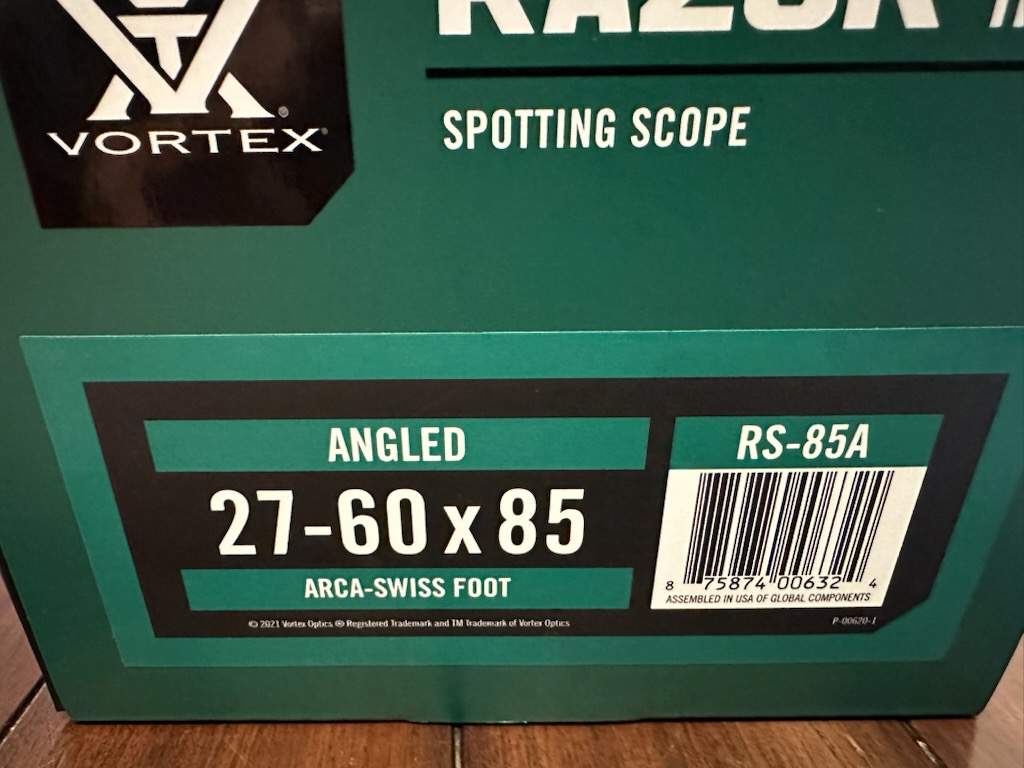 RAZOR
VORTEX®
SPOTTING SCOPE
ANGLED
RS-85A
27-60 x 85
ARCA-SWISS FOOT
8 75874 00632 4
ASSEMBLED IN USA OF GLOBAL COMPONENTS
© 2021 Vortex Optics ® Registered Trademark and TM Trademark of Vortex Optics
P-00620-1